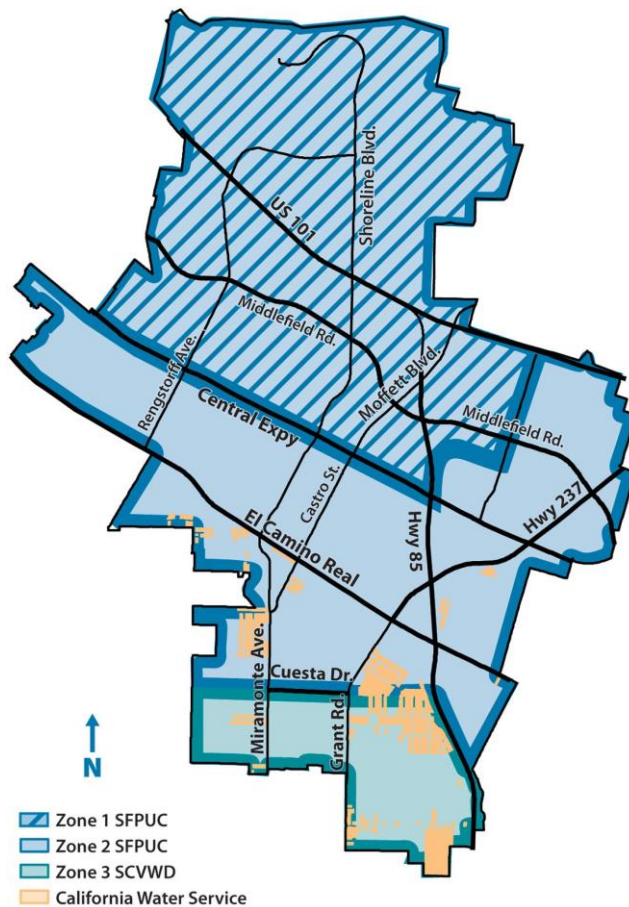 Shoreline Blvd.
US 101
Middlefield Rd.
Rengstorff Ave.
Moffett Blvd.
Central Expy
Middlefield Rd.
Castro St.
Hwy 237
Hwy 85
El Camino Real
Miramonte Ave.
Cuesta Dr.
Grant Rd.
N
Zone 1 SFPUC
Zone 2 SFPUC
Zone 3 SCVWD
California Water Service